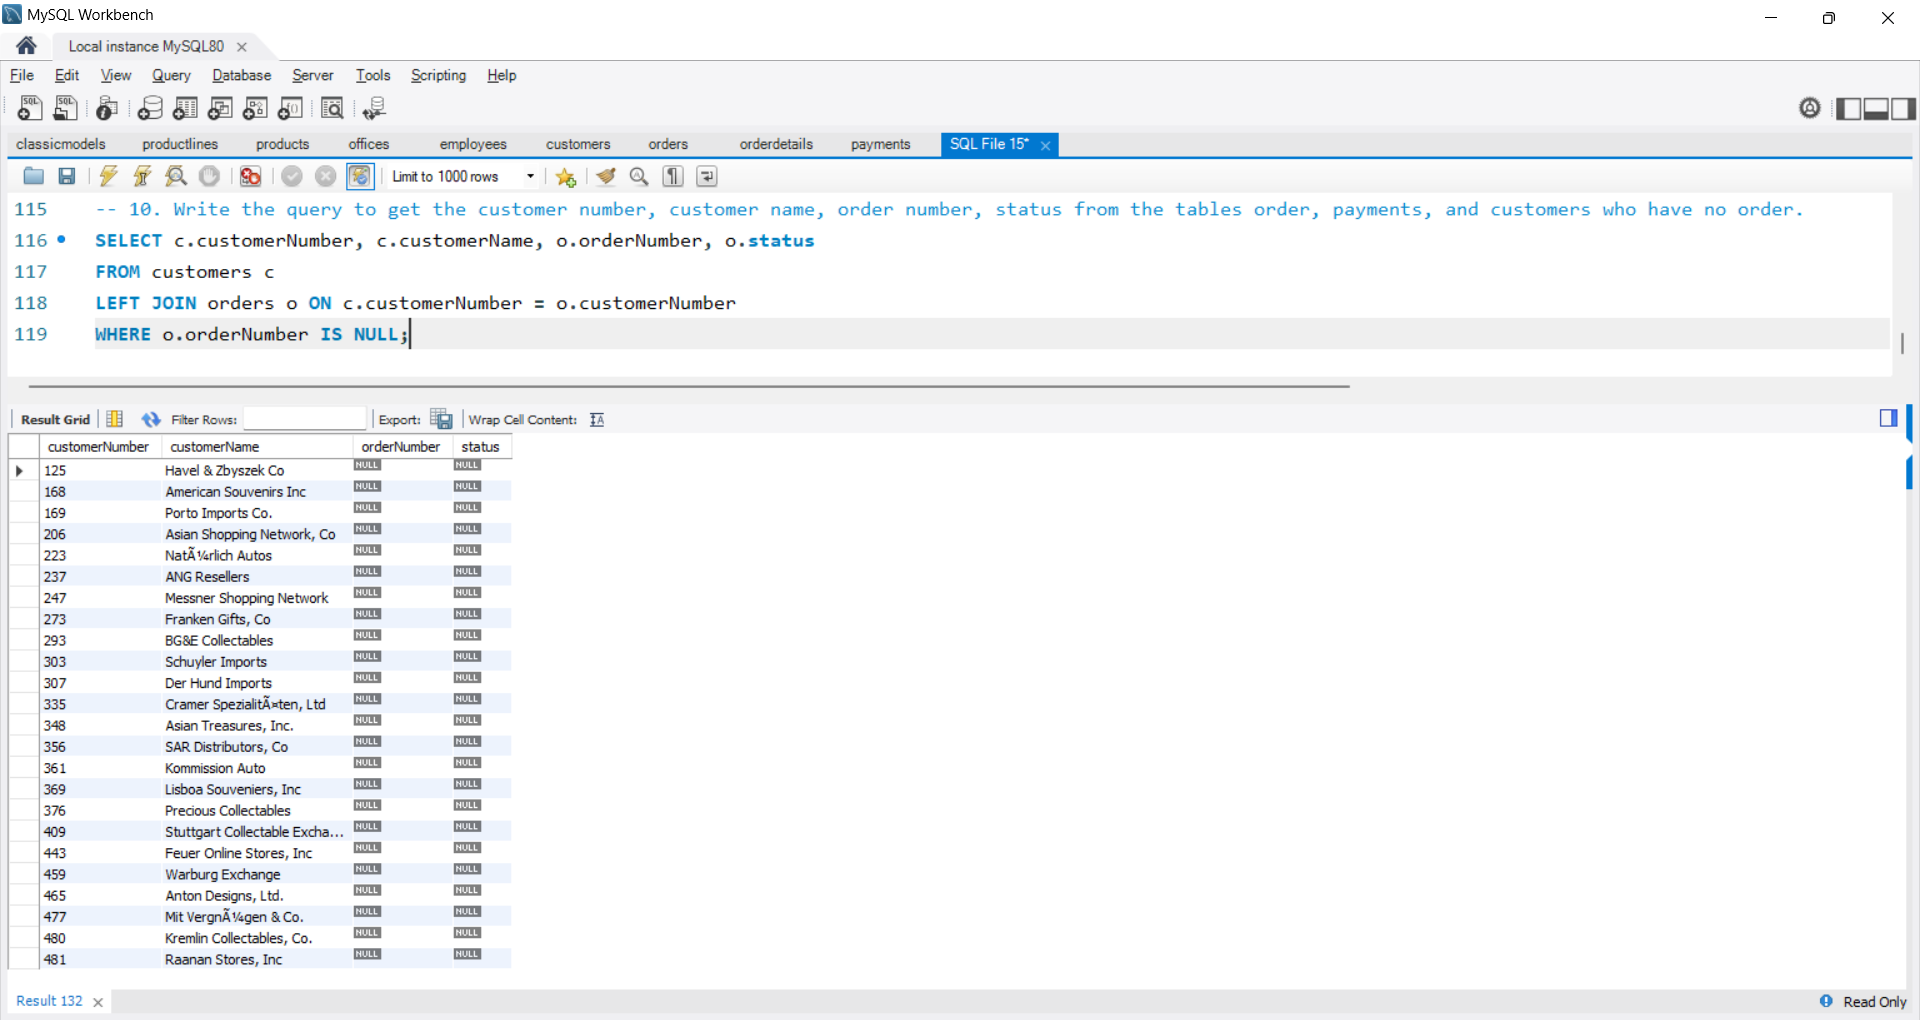 MySQL Workbench
Local instance MySQL80
File Edit View Query Database Server Tools Scripting Help
classicmodels productlines products offices employees customers orders orderdetails payments SQL File 15*
Limit to 1000 rows
115 -- 10. Write the query to get the customer number, customer name, order number, status from the tables order, payments, and customers who have no order.
116 SELECT c.customerNumber, c.customerName, o.orderNumber, o.status
117 FROM customers c
118 LEFT JOIN orders o ON c.customerNumber = o.customerNumber
119 WHERE o.orderNumber IS NULL;
Result Grid Filter Rows: Export: Wrap Cell Content:
customerNumber customerName orderNumber status
125 Havel & Zbyszek Co NULL NULL
168 American Souvenirs Inc NULL NULL
169 Porto Imports Co. NULL NULL
206 Asian Shopping Network, Co NULL NULL
223 NatÃ¼rlich Autos NULL NULL
237 ANG Resellers NULL NULL
247 Messner Shopping Network NULL NULL
273 Franken Gifts, Co NULL NULL
293 BG&E Collectables NULL NULL
303 Schuyler Imports NULL NULL
307 Der Hund Imports NULL NULL
335 Cramer SpezialitÃ¤ten, Ltd NULL NULL
348 Asian Treasures, Inc. NULL NULL
356 SAR Distributors, Co NULL NULL
361 Kommission Auto NULL NULL
369 Lisboa Souveniers, Inc NULL NULL
376 Precious Collectables NULL NULL
409 Stuttgart Collectable Excha... NULL NULL
443 Feuer Online Stores, Inc NULL NULL
459 Warburg Exchange NULL NULL
465 Anton Designs, Ltd. NULL NULL
477 Mit VergnÃ¼gen & Co. NULL NULL
480 Kremlin Collectables, Co. NULL NULL
481 Raanan Stores, Inc NULL NULL
Result 132 Read Only